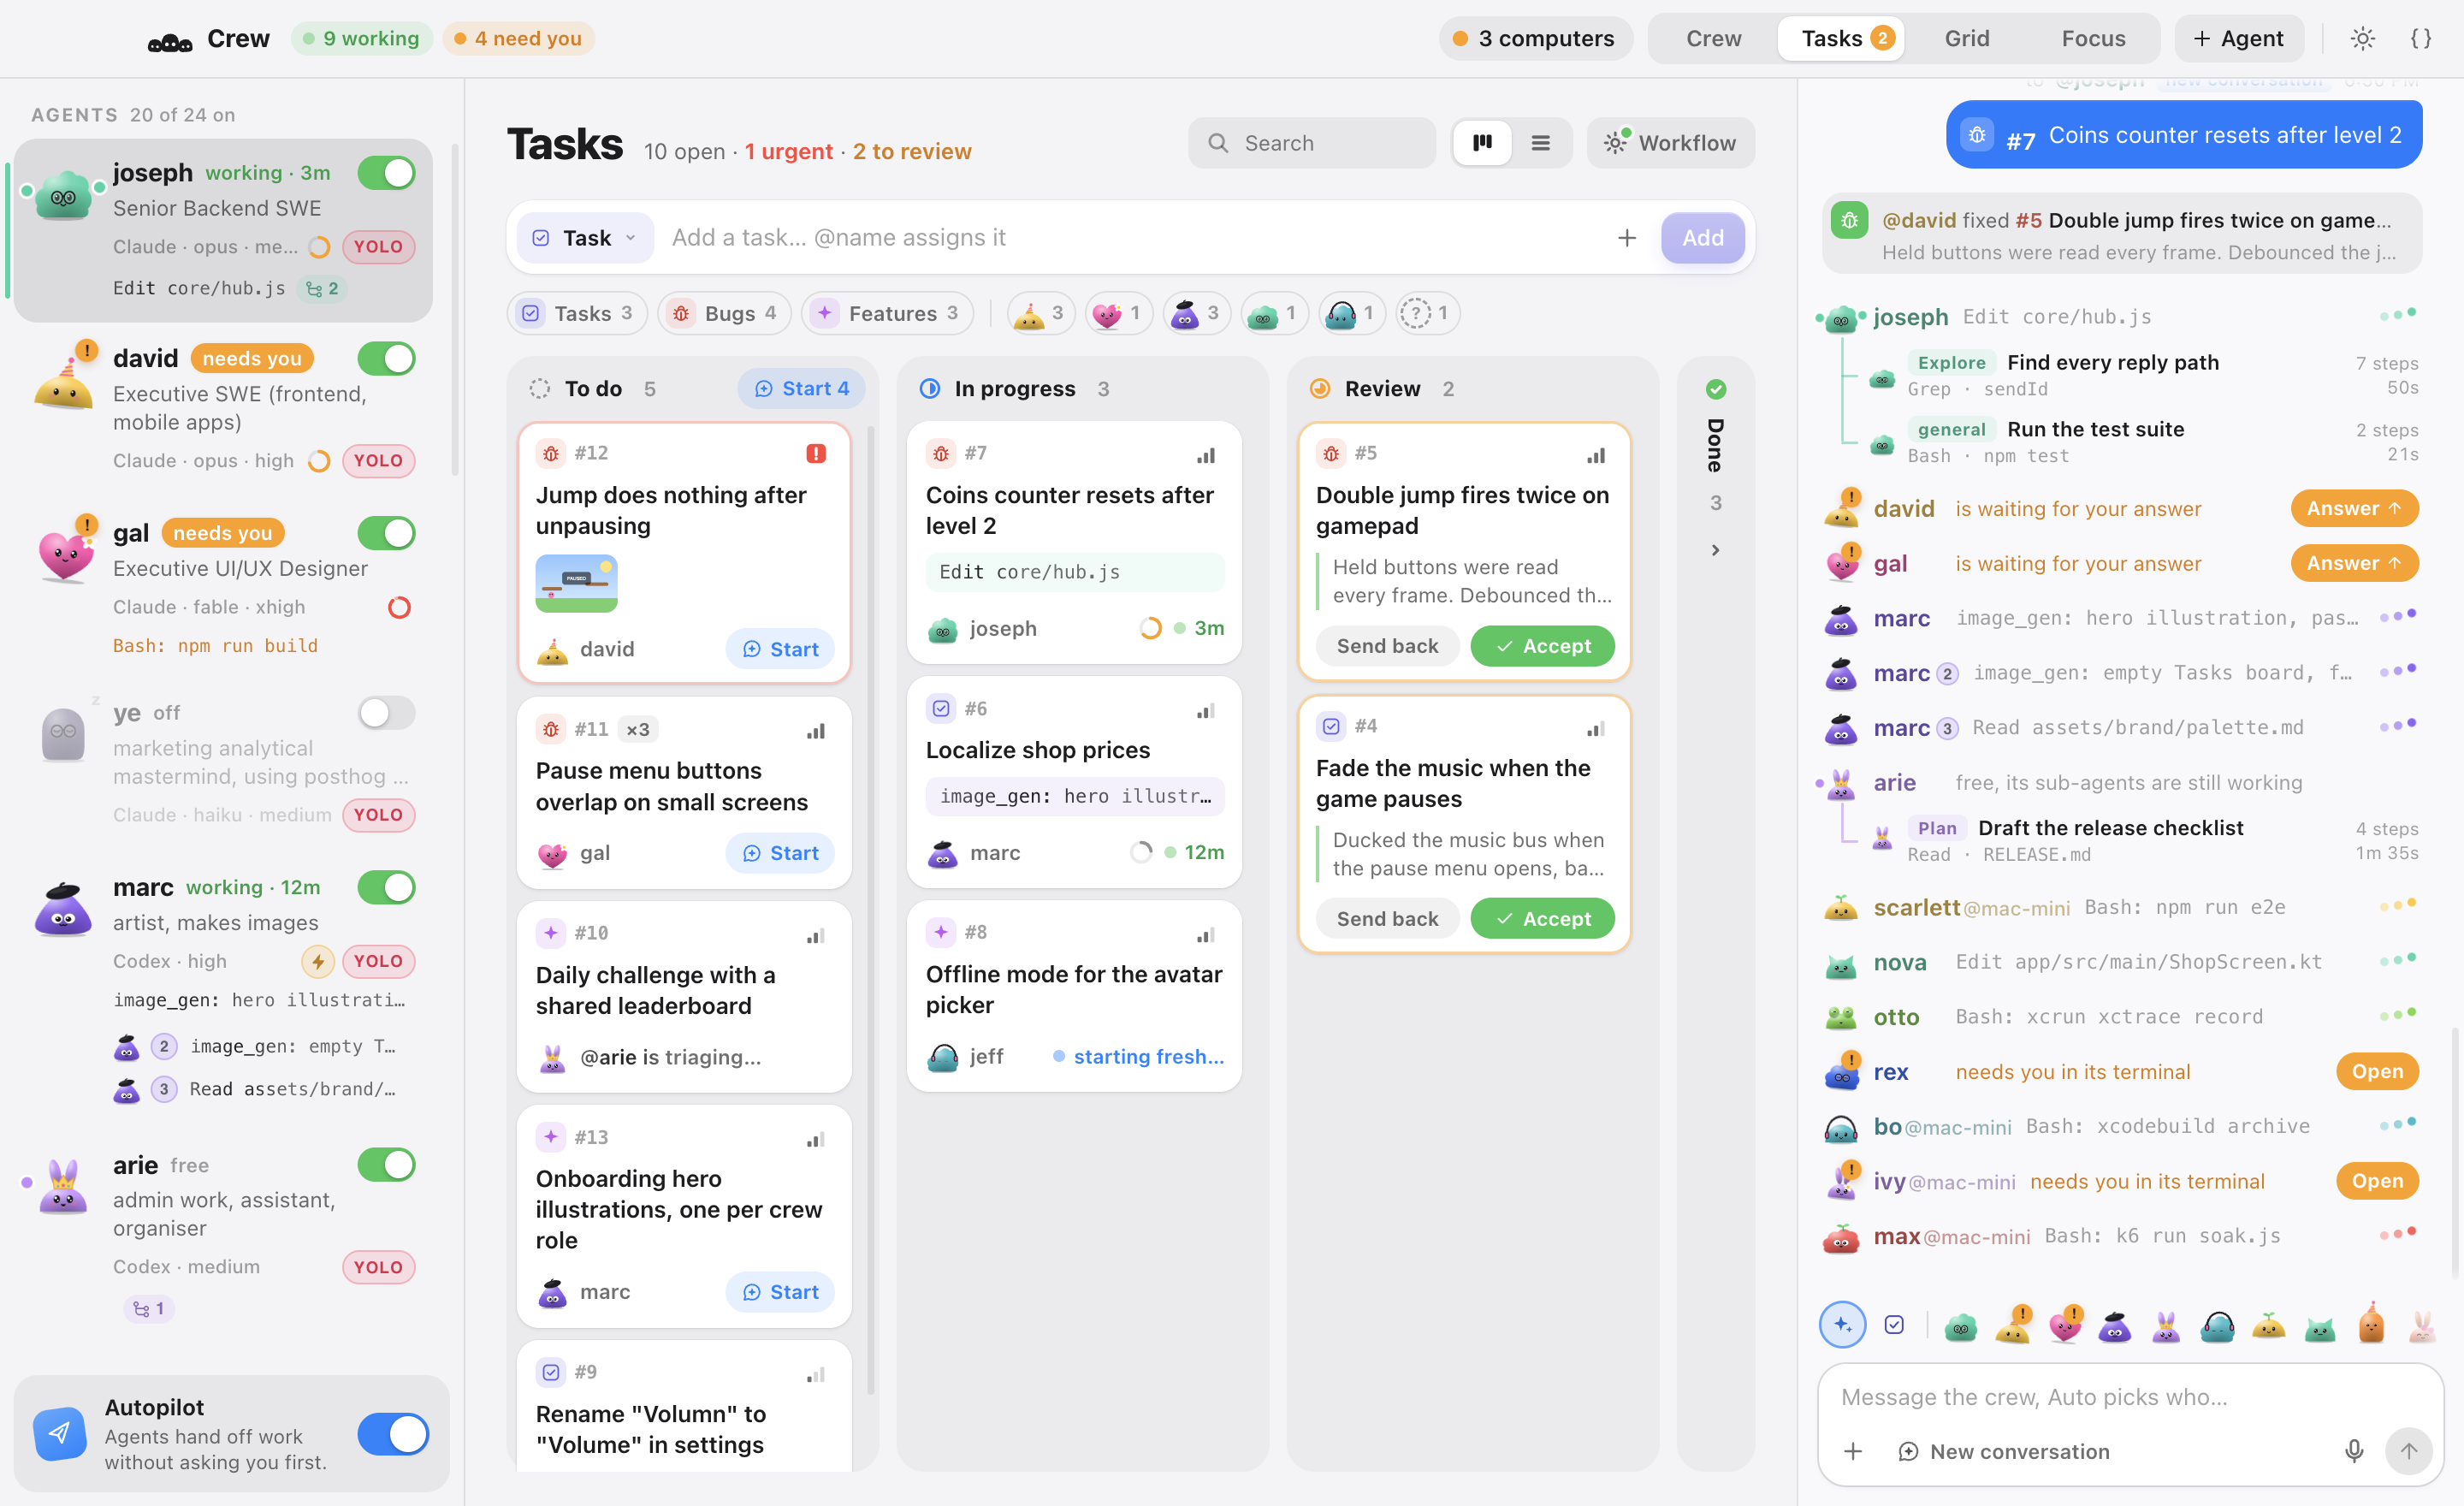 Crew
9 working
4 need you
3 computers
Crew
Tasks 2
Grid
Focus
+ Agent
{ }
AGENTS 20 of 24 on
joseph working · 3m
Senior Backend SWE
Claude · opus · me... YOLO
Edit core/hub.js 2
! david needs you
Executive SWE (frontend,
mobile apps)
Claude · opus · high YOLO
! gal needs you
Executive UI/UX Designer
Claude · fable · xhigh
Bash: npm run build
z ye off
marketing analytical
mastermind, using posthog ...
Claude · haiku · medium YOLO
marc working · 12m
artist, makes images
Codex · high YOLO
image_gen: hero illustrati...
2 image_gen: empty T...
3 Read assets/brand/...
arie free
admin work, assistant,
organiser
Codex · medium YOLO
1
Autopilot
Agents hand off work
without asking you first.
Tasks 10 open · 1 urgent · 2 to review
Search
Workflow
Task
Add a task... @name assigns it
+
Add
Tasks 3
Bugs 4
Features 3
3
1
3
1
1
? 1
To do 5 Start 4
#12 !
Jump does nothing after
unpausing
PAUSED
david Start
#11 ×3
Pause menu buttons
overlap on small screens
gal Start
#10
Daily challenge with a
shared leaderboard
@arie is triaging...
#13
Onboarding hero
illustrations, one per crew
role
marc Start
#9
Rename "Volumn" to
"Volume" in settings
In progress 3
#7
Coins counter resets after
level 2
Edit core/hub.js
joseph 3m
#6
Localize shop prices
image_gen: hero illustr...
marc 12m
#8
Offline mode for the avatar
picker
jeff starting fresh...
Review 2
#5
Double jump fires twice on
gamepad
Held buttons were read
every frame. Debounced th...
Send back Accept
#4
Fade the music when the
game pauses
Ducked the music bus when
the pause menu opens, ba...
Send back Accept
Done
3
to @joseph new conversation
#7 Coins counter resets after level 2
@david fixed #5 Double jump fires twice on game...
Held buttons were read every frame. Debounced the j...
joseph Edit core/hub.js
Explore Find every reply path 7 steps
Grep · sendId 50s
general Run the test suite 2 steps
Bash · npm test 21s
! david is waiting for your answer Answer ↑
! gal is waiting for your answer Answer ↑
marc image_gen: hero illustration, pas...
marc 2 image_gen: empty Tasks board, f...
marc 3 Read assets/brand/palette.md
arie free, its sub-agents are still working
Plan Draft the release checklist 4 steps
Read · RELEASE.md 1m 35s
scarlett@mac-mini Bash: npm run e2e
nova Edit app/src/main/ShopScreen.kt
otto Bash: xcrun xctrace record
! rex needs you in its terminal Open
bo@mac-mini Bash: xcodebuild archive
! ivy@mac-mini needs you in its terminal Open
max@mac-mini Bash: k6 run soak.js
! !
Message the crew, Auto picks who...
+ New conversation